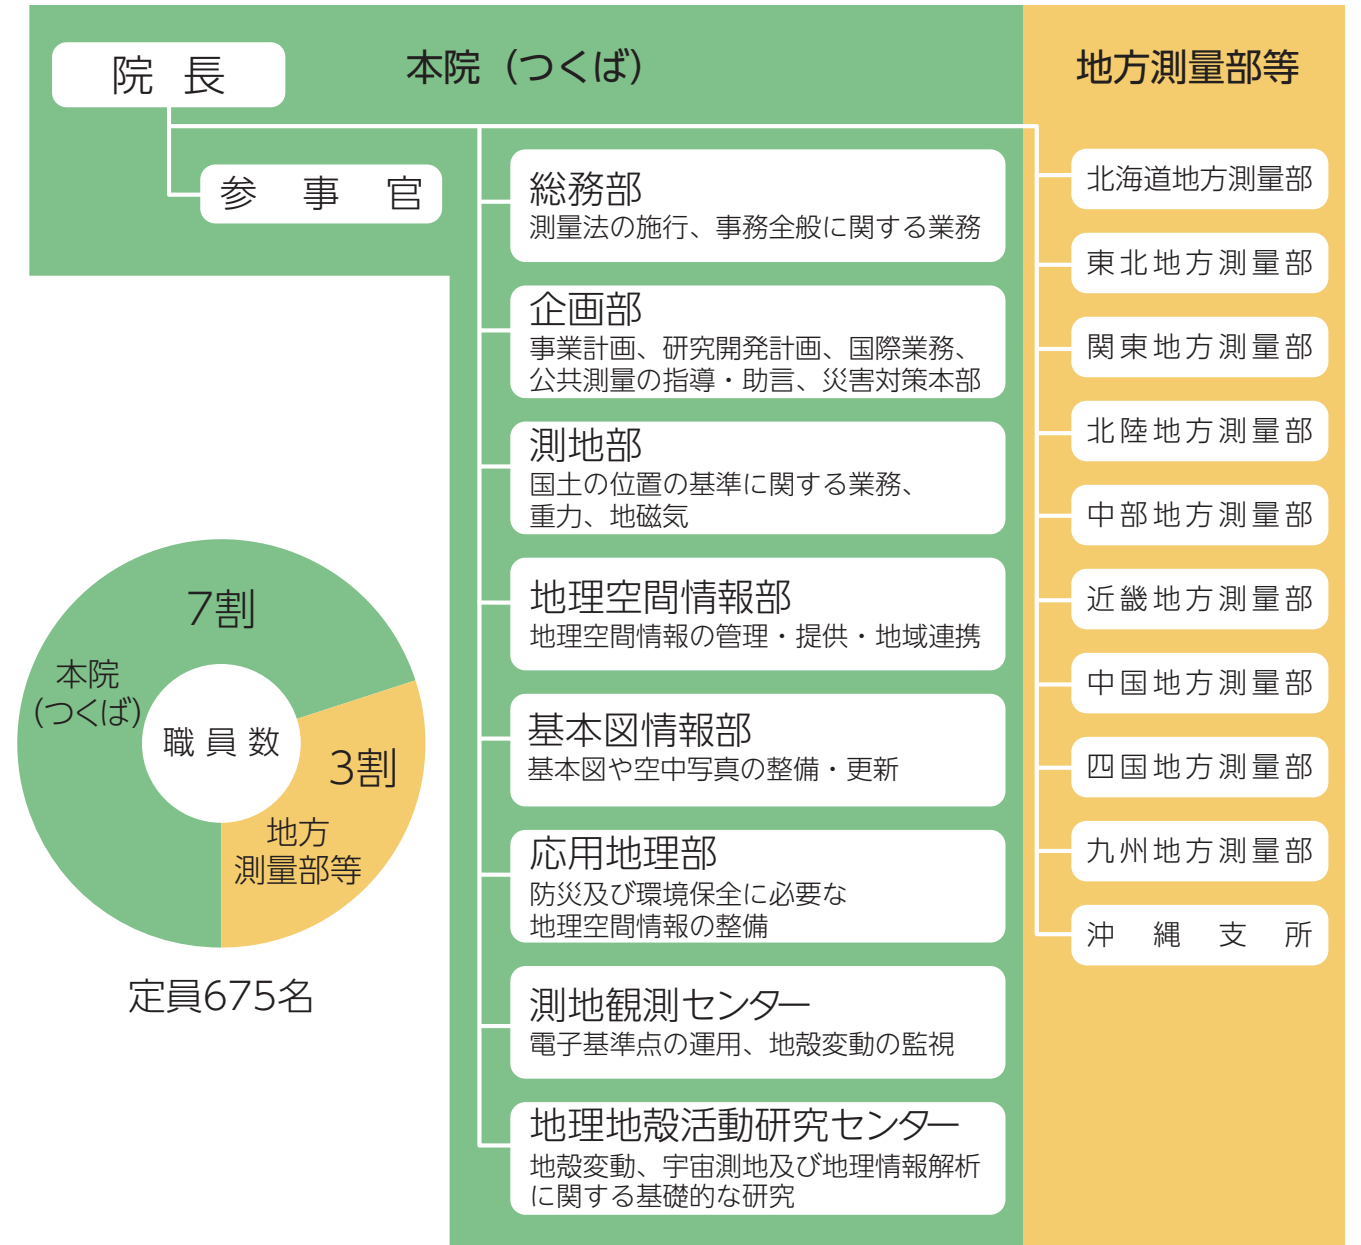 院長
参事官
本院（つくば）
総務部
測量法の施行、事務全般に関する業務
企画部
事業計画、研究開発計画、国際業務、
公共測量の指導・助言、災害対策本部
測地部
国土の位置の基準に関する業務、
重力、地磁気
地理空間情報部
地理空間情報の管理・提供・地域連携
基本図情報部
基本図や空中写真の整備・更新
応用地理部
防災及び環境保全に必要な
地理空間情報の整備
測地観測センター
電子基準点の運用、地殻変動の監視
地理地殻活動研究センター
地殻変動、宇宙測地及び地理情報解析
に関する基礎的な研究
地方測量部等
北海道地方測量部
東北地方測量部
関東地方測量部
北陸地方測量部
中部地方測量部
近畿地方測量部
中国地方測量部
四国地方測量部
九州地方測量部
沖縄支所
7割
本院
（つくば）
職員数
3割
地方
測量部等
定員675名